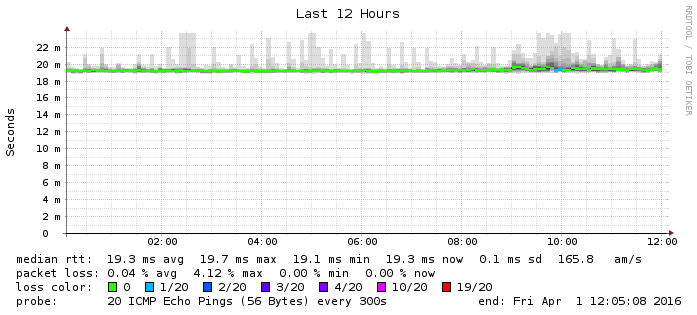 Last 12 Hours
RRDTOOL / TOBI OETIKER
Seconds
22 m
20 m
18 m
16 m
14 m
12 m
10 m
8 m
6 m
4 m
2 m
0
02:00 04:00 06:00 08:00 10:00 12:00
median rtt: 19.3 ms avg 19.7 ms max 19.1 ms min 19.3 ms now 0.1 ms sd 165.8 am/s
packet loss: 0.04 % avg 4.12 % max 0.00 % min 0.00 % now
loss color: 0 1/20 2/20 3/20 4/20 10/20 19/20
probe: 20 ICMP Echo Pings (56 Bytes) every 300s end: Fri Apr 1 12:05:08 2016